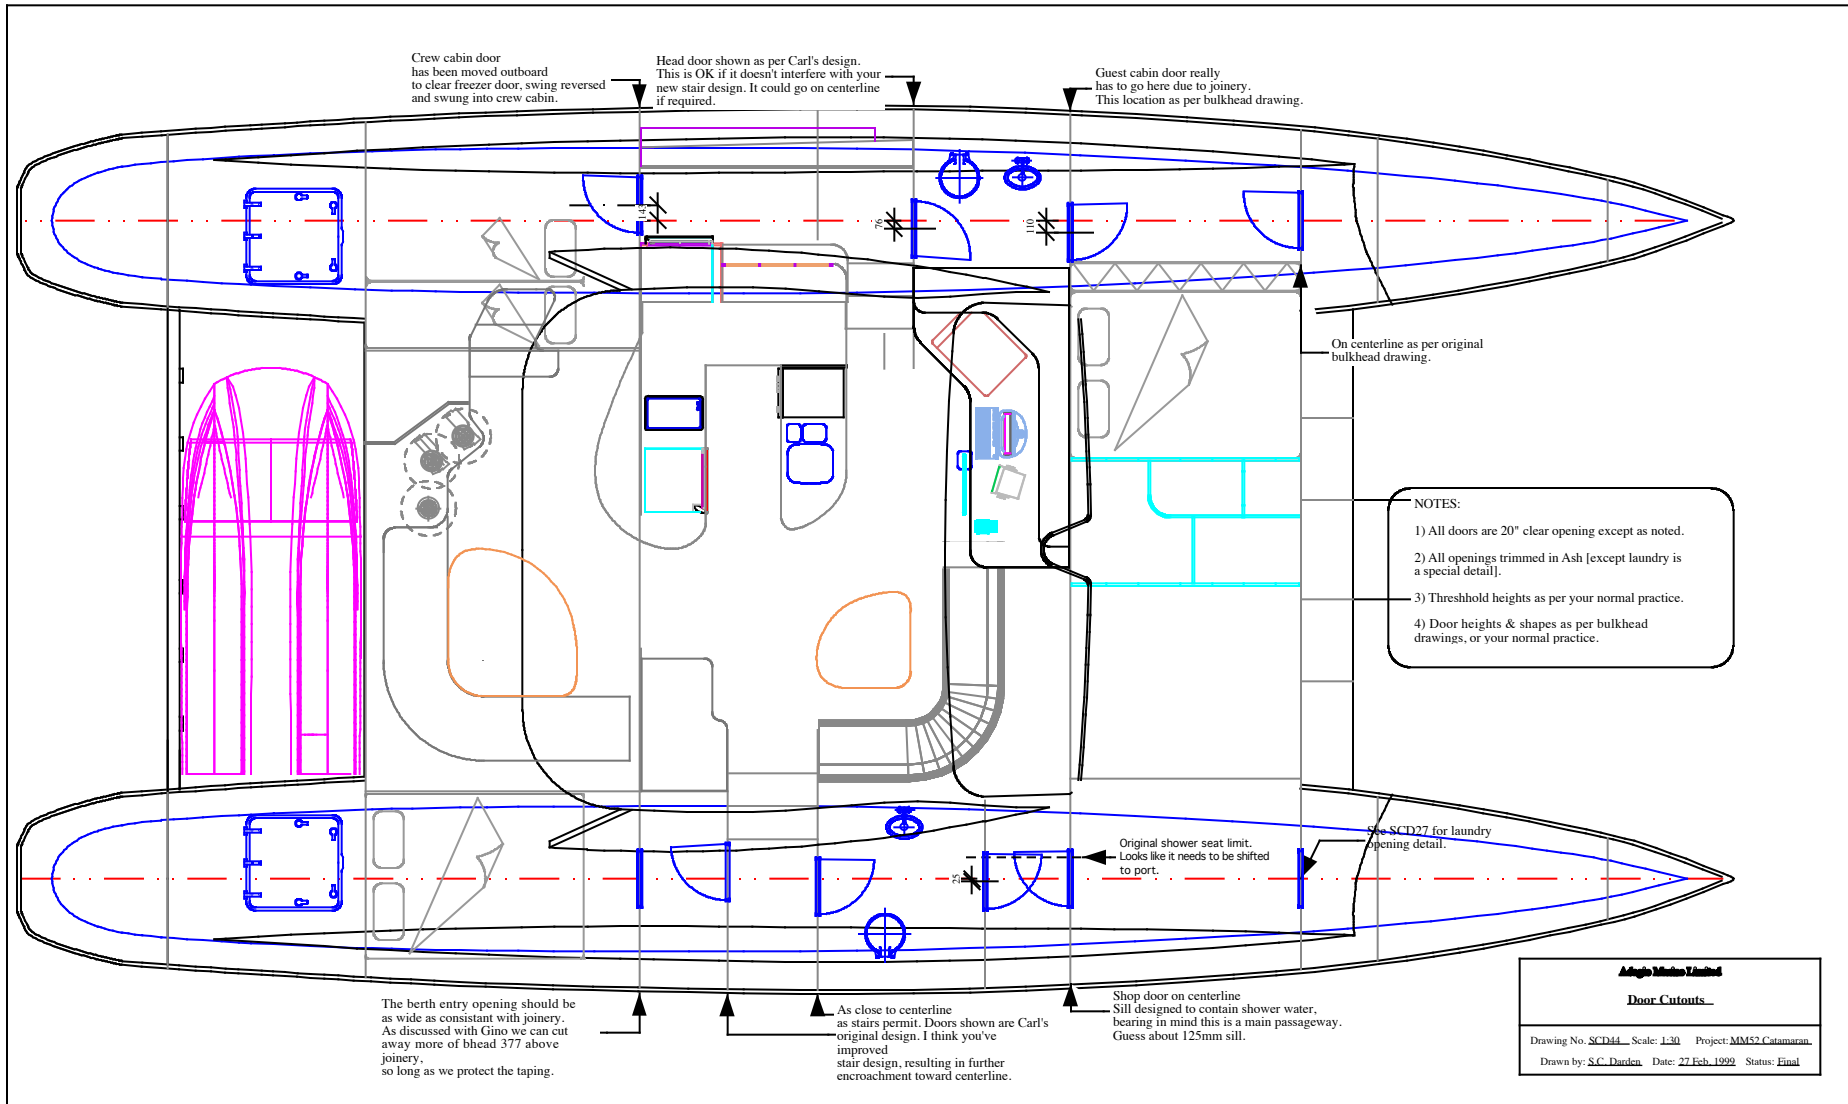 Crew cabin door
has been moved outboard
to clear freezer door, swing reversed
and swung into crew cabin.
Head door shown as per Carl's design.
This is OK if it doesn't interfere with your
new stair design. It could go on centerline
if required.
Guest cabin door really
has to go here due to joinery.
This location as per bulkhead drawing.
143
76
110
On centerline as per original
bulkhead drawing.
NOTES:
1) All doors are 20" clear opening except as noted.
2) All openings trimmed in Ash [except laundry is
a special detail].
3) Threshhold heights as per your normal practice.
4) Door heights & shapes as per bulkhead
drawings, or your normal practice.
See SCD27 for laundry
opening detail.
Original shower seat limit.
Looks like it needs to be shifted
to port.
25
The berth entry opening should be
as wide as consistant with joinery.
As discussed with Gino we can cut
away more of bhead 377 above
joinery,
so long as we protect the taping.
As close to centerline
as stairs permit. Doors shown are Carl's
original design. I think you've
improved
stair design, resulting in further
encroachment toward centerline.
Shop door on centerline
Sill designed to contain shower water,
bearing in mind this is a main passageway.
Guess about 125mm sill.
Adagio Marine Limited
Door Cutouts
Drawing No. SCD44 Scale: 1:30 Project: MM52 Catamaran
Drawn by: S.C. Darden Date: 27 Feb. 1999 Status: Final